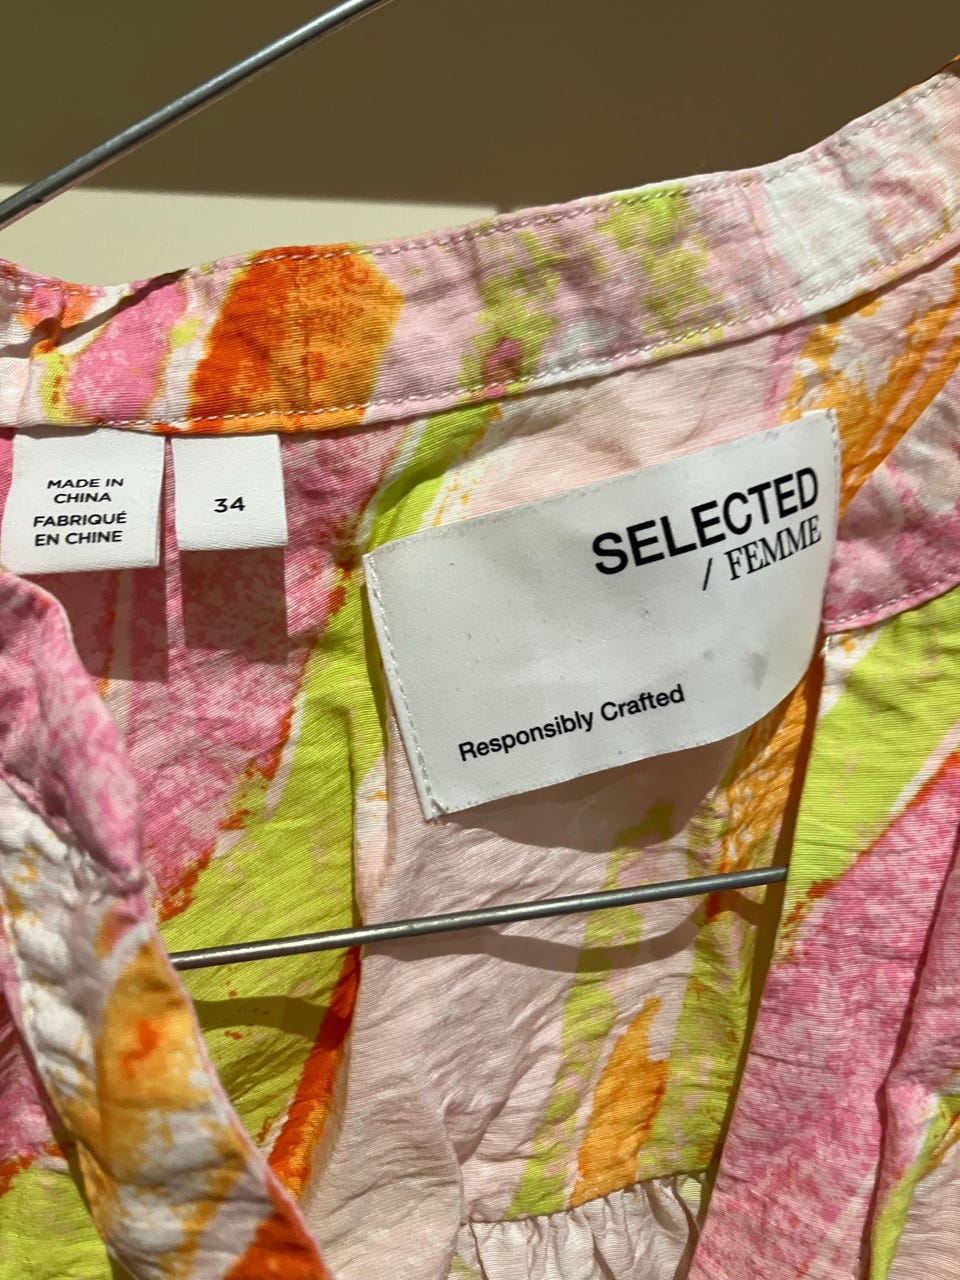 MADE IN
CHINA
FABRIQUÉ
EN CHINE
34
SELECTED
/ FEMME
Responsibly Crafted